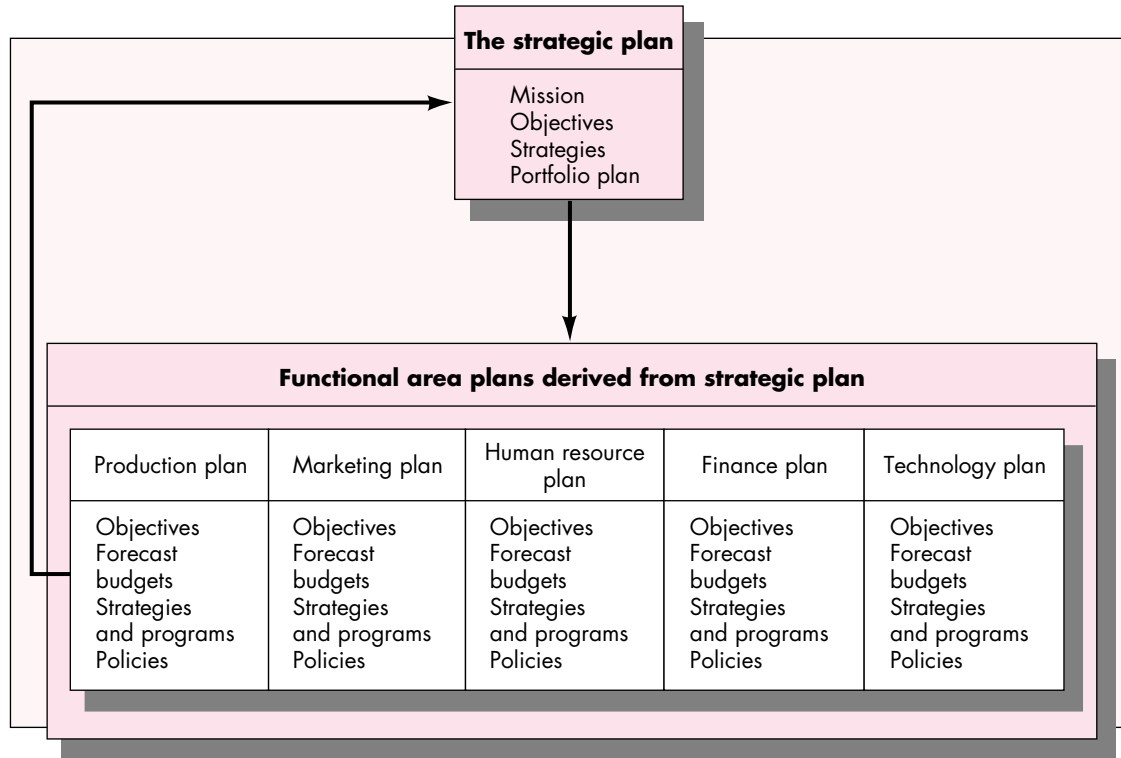 The strategic plan
Mission
Objectives
Strategies
Portfolio plan
Functional area plans derived from strategic plan
Production plan
Objectives
Forecast
budgets
Strategies
and programs
Policies
Marketing plan
Objectives
Forecast
budgets
Strategies
and programs
Policies
Human resource
plan
Objectives
Forecast
budgets
Strategies
and programs
Policies
Finance plan
Objectives
Forecast
budgets
Strategies
and programs
Policies
Technology plan
Objectives
Forecast
budgets
Strategies
and programs
Policies